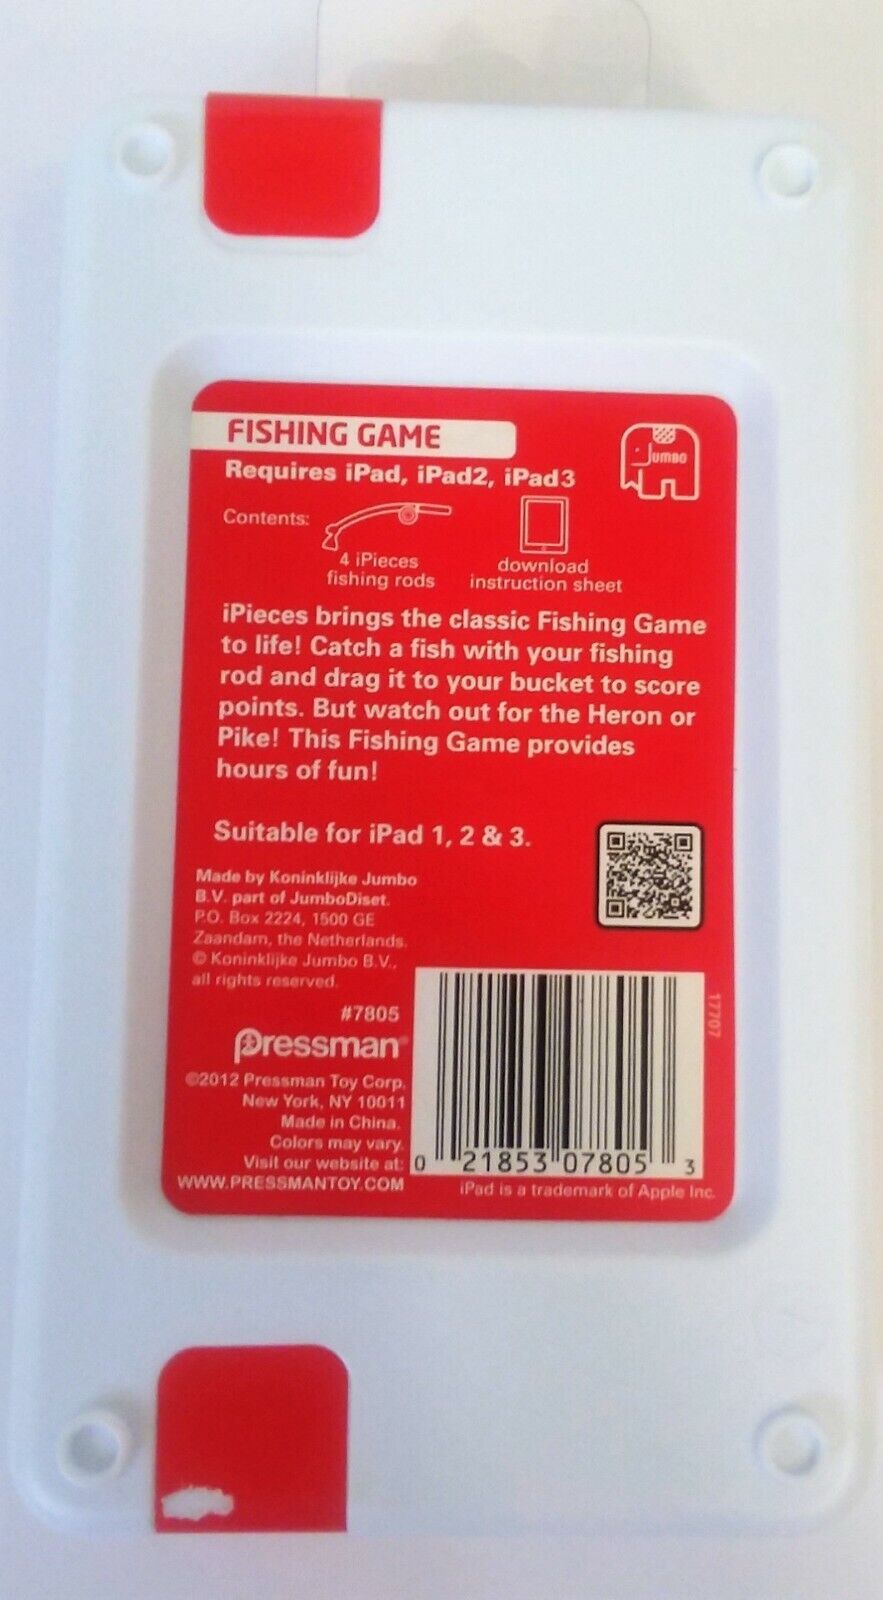 FISHING GAME
Requires iPad, iPad2, iPad3
Jumbo
Contents:
4 iPieces
fishing rods
download
instruction sheet
iPieces brings the classic Fishing Game
to life! Catch a fish with your fishing
rod and drag it to your bucket to score
points. But watch out for the Heron or
Pike! This Fishing Game provides
hours of fun!
Suitable for iPad 1, 2 & 3.
Made by Koninklijke Jumbo
B.V. part of JumboDiset.
P.O. Box 2224, 1500 GE
Zaandam, the Netherlands.
© Koninklijke Jumbo B.V.,
all rights reserved.
#7805
Pressman®
©2012 Pressman Toy Corp.
New York, NY 10011
Made in China.
Colors may vary.
Visit our website at:
WWW.PRESSMANTOY.COM
17707
0 21853 07805 3
iPad is a trademark of Apple Inc.